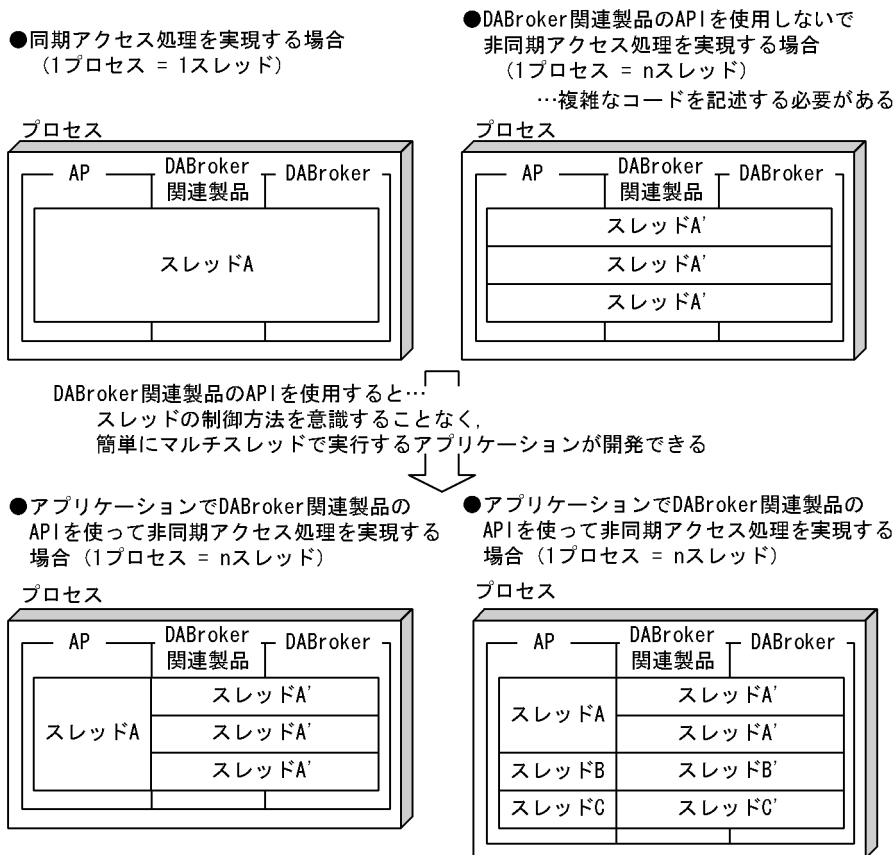 ●同期アクセス処理を実現する場合
（1プロセス = 1スレッド）
プロセス
AP
DABroker
関連製品
DABroker
スレッドA
●DABroker関連製品のAPIを使用しないで
非同期アクセス処理を実現する場合
（1プロセス = nスレッド）
…複雑なコードを記述する必要がある
プロセス
AP
DABroker
関連製品
DABroker
スレッドA'
スレッドA'
スレッドA'
DABroker関連製品のAPIを使用すると…
スレッドの制御方法を意識することなく，
簡単にマルチスレッドで実行するアプリケーションが開発できる
●アプリケーションでDABroker関連製品の
APIを使って非同期アクセス処理を実現する
場合（1プロセス = nスレッド）
プロセス
AP
DABroker
関連製品
DABroker
スレッドA
スレッドA'
スレッドA'
スレッドA'
●アプリケーションでDABroker関連製品の
APIを使って非同期アクセス処理を実現する
場合（1プロセス = nスレッド）
プロセス
AP
DABroker
関連製品
DABroker
スレッドA
スレッドA'
スレッドA'
スレッドB
スレッドB'
スレッドC
スレッドC'